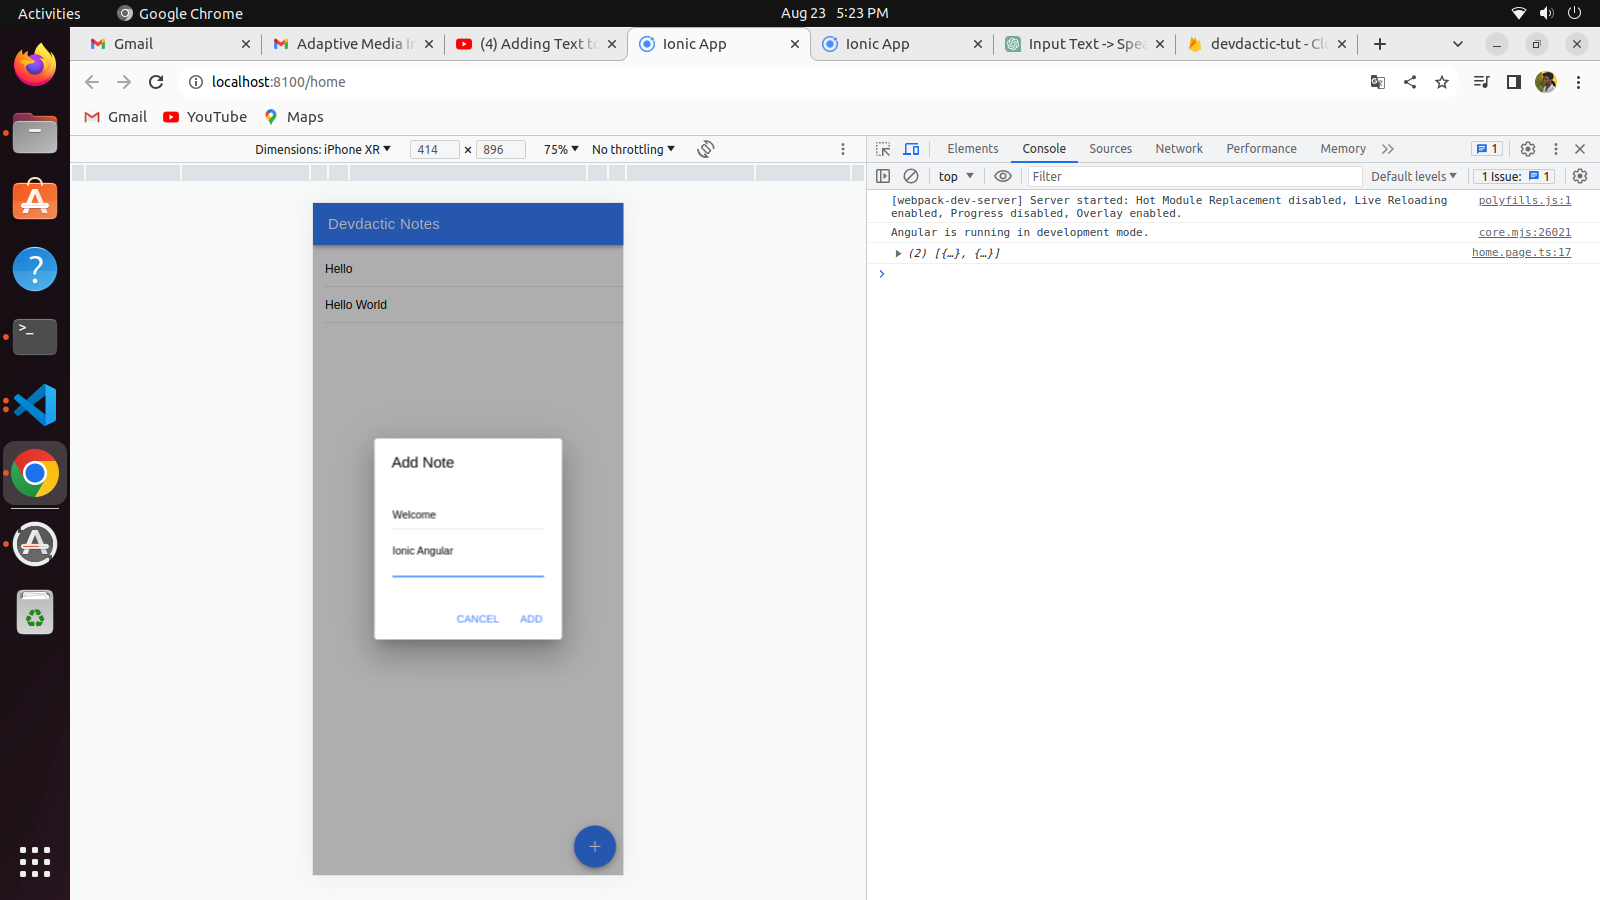 Activities
Google Chrome
Aug 23 5:23 PM
Gmail
Adaptive Media In
(4) Adding Text to
Ionic App
Ionic App
Input Text -> Spea
devdactic-tut - Clo
localhost:8100/home
Gmail
YouTube
Maps
Dimensions: iPhone XR
414 × 896
75%
No throttling
Elements
Console
Sources
Network
Performance
Memory
1
top
Filter
Default levels
1 Issue: 1
[webpack-dev-server] Server started: Hot Module Replacement disabled, Live Reloading
polyfills.js:1
enabled, Progress disabled, Overlay enabled.
Angular is running in development mode.
core.mjs:26021
(2) [{…}, {…}]
home.page.ts:17
Devdactic Notes
Hello
Hello World
Add Note
Welcome
Ionic Angular
CANCEL
ADD